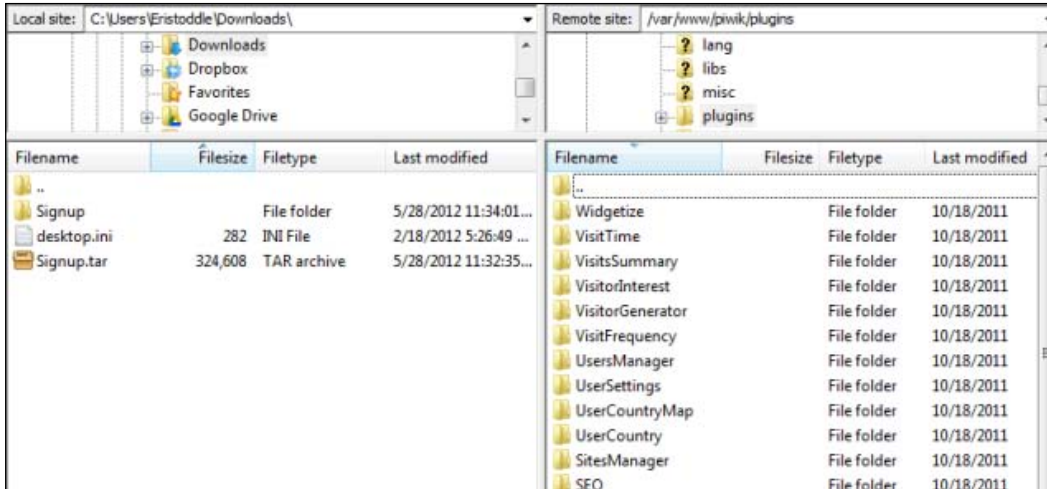 Local site: C:\Users\Eristoddle\Downloads\
Downloads
Dropbox
Favorites
Google Drive
Filename Filesize Filetype Last modified
..
Signup File folder 5/28/2012 11:34:01...
desktop.ini 282 INI File 2/18/2012 5:26:49 ...
Signup.tar 324,608 TAR archive 5/28/2012 11:32:35...
Remote site: /var/www/piwik/plugins
? lang
? libs
? misc
plugins
Filename Filesize Filetype Last modified
..
Widgetize File folder 10/18/2011
VisitTime File folder 10/18/2011
VisitsSummary File folder 10/18/2011
VisitorInterest File folder 10/18/2011
VisitorGenerator File folder 10/18/2011
VisitFrequency File folder 10/18/2011
UsersManager File folder 10/18/2011
UserSettings File folder 10/18/2011
UserCountryMap File folder 10/18/2011
UserCountry File folder 10/18/2011
SitesManager File folder 10/18/2011
SEO File folder 10/18/2011